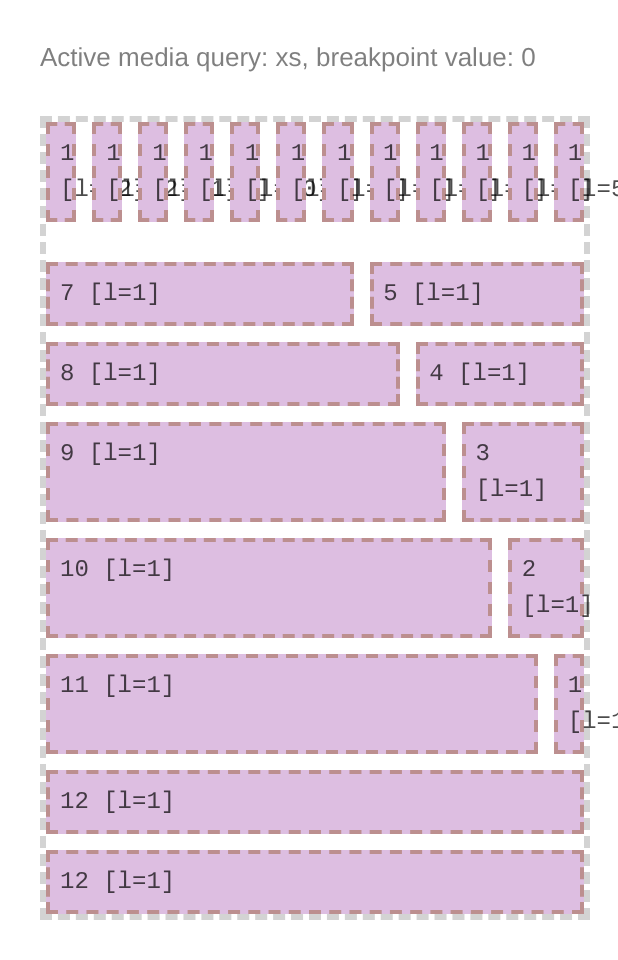 Active media query: xs, breakpoint value: 0
1 1 1 1 1 1 1 1 1 1 1 1
7 [l=1] 5 [l=1]
8 [l=1] 4 [l=1]
9 [l=1] 3
[l=1]
10 [l=1] 2
[l=1]
11 [l=1] 1
12 [l=1]
12 [l=1]